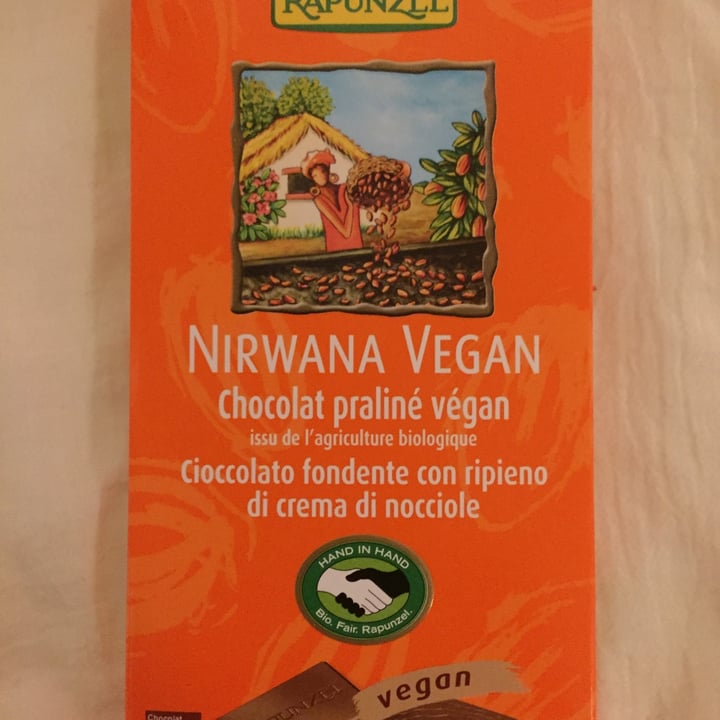 RAPUNZEL
NIRWANA VEGAN
Chocolat praliné végan
issu de l'agriculture biologique
Cioccolato fondente con ripieno
di crema di nocciole
HAND IN HAND
Bio. Fair. Rapunzel.
vegan
Chocolat